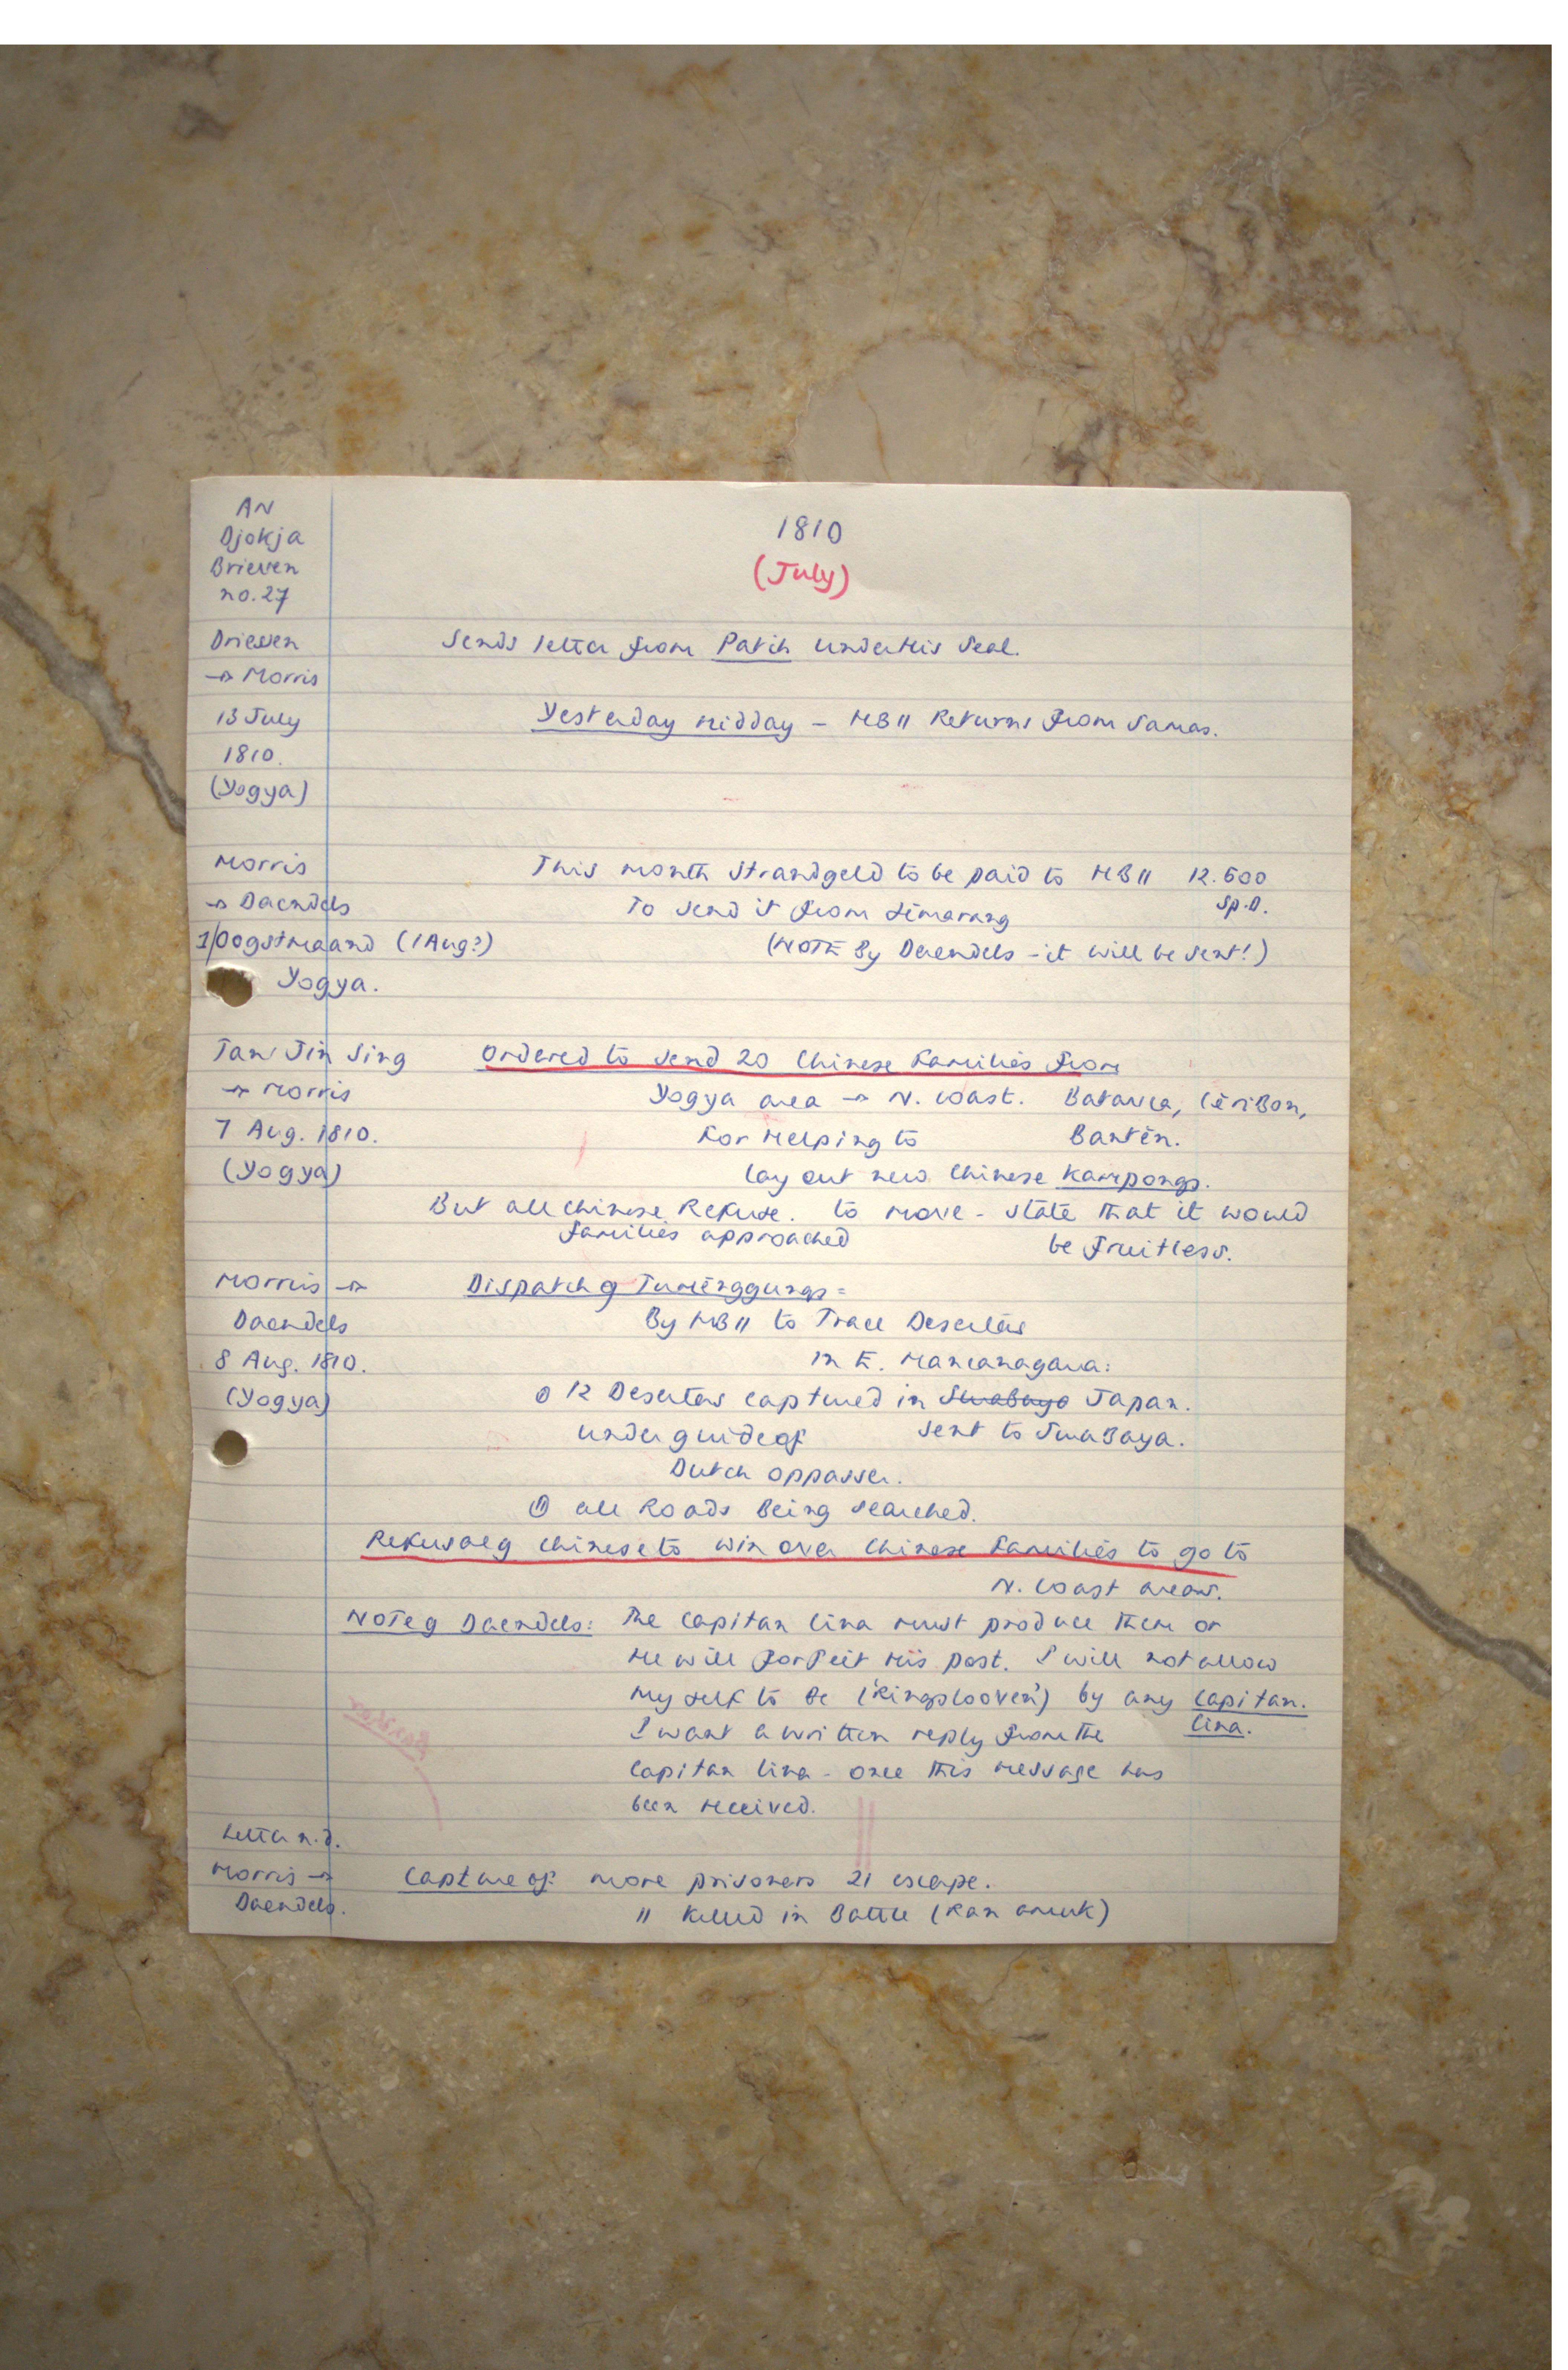 AN
Djokja
Brieven
no. 27
1810
(July)
Driesen
→ Morris
13 July
1810.
(Yogya)
Sends letter from Patih under His Seal.
Yesterday midday – HB II Returns from Samas.
Morris
→ Daendels
1/Oogstmaand (1 Aug?)
Yogya.
This month strandgeld to be paid to HB II 12.600
Sp.D.
To send it from Semarang
(NOTE By Daendels - it will be sent!)
Tan Jin Sing
→ Morris
7 Aug. 1810.
(Yogya)
Ordered to send 20 Chinese Families from
Yogya area → N. Coast. Batavia, CĕriBon,
For Helping to Bantĕn.
lay out new Chinese Kampongs.
But all Chinese Refuse. to move - state that it would
families approached be fruitless.
Morris →
Daendels
8 Aug. 1810.
(Yogya)
Dispatch of Tumĕnggungs =
By HB II to Trace Deserters
in E. Mancanagara:
① 12 Deserters captured in Surabaya Japan.
under guide of sent to SuraBaya.
Dutch oppasser.
② all Roads Being searched.
Refusal of Chinese to win over Chinese Families to go to
N. Coast areas.
NOTE of Daendels: The Capitan Cina must produce them or
He will forfeit His post. I will not allow
myself to be ('Ringslooven') by any Capitan.
Cina.
I want a written reply from the
Capitan Cina - once this message has
been received.
Letter n.d.
Morris →
Daendels.
Capture of: more prisoners 21 escape.
11 Killed in Battle (Ran amuk)